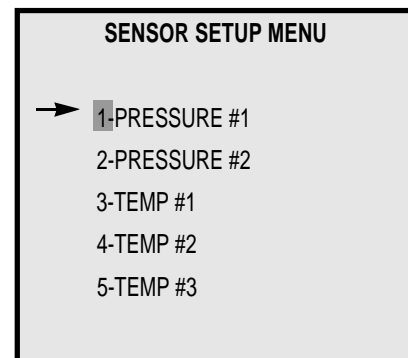 SENSOR SETUP MENU
1-PRESSURE #1
2-PRESSURE #2
3-TEMP #1
4-TEMP #2
5-TEMP #3